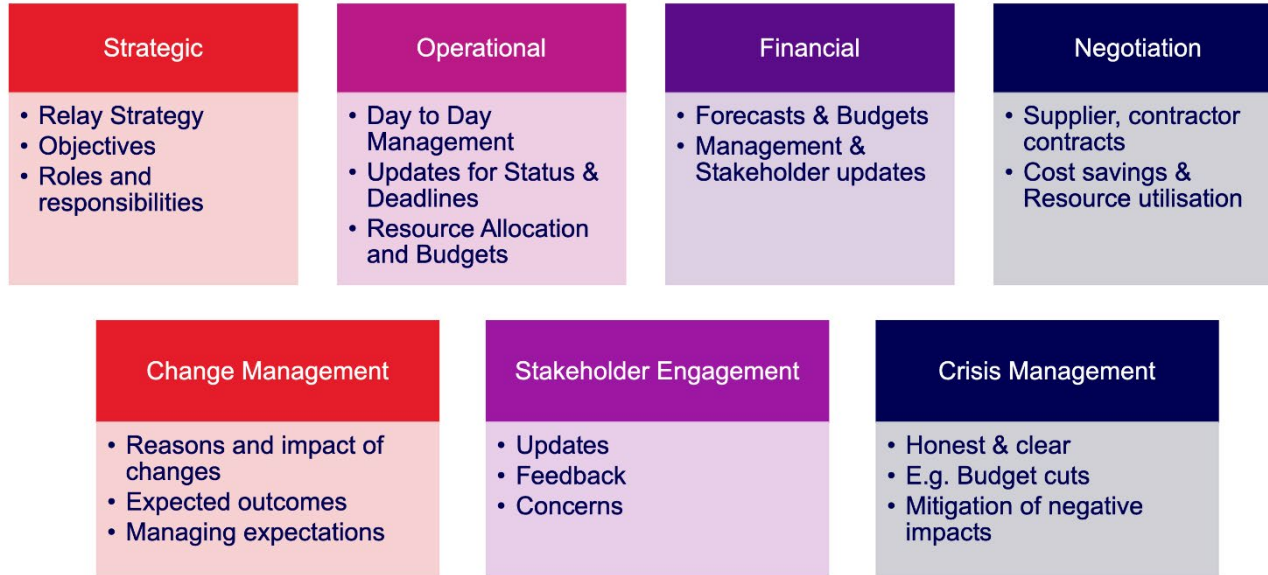 Strategic
• Relay Strategy
• Objectives
• Roles and
responsibilities
Operational
• Day to Day
Management
• Updates for Status &
Deadlines
• Resource Allocation
and Budgets
Financial
• Forecasts & Budgets
• Management &
Stakeholder updates
Negotiation
• Supplier, contractor
contracts
• Cost savings &
Resource utilisation
Change Management
• Reasons and impact of
changes
• Expected outcomes
• Managing expectations
Stakeholder Engagement
• Updates
• Feedback
• Concerns
Crisis Management
• Honest & clear
• E.g. Budget cuts
• Mitigation of negative
impacts